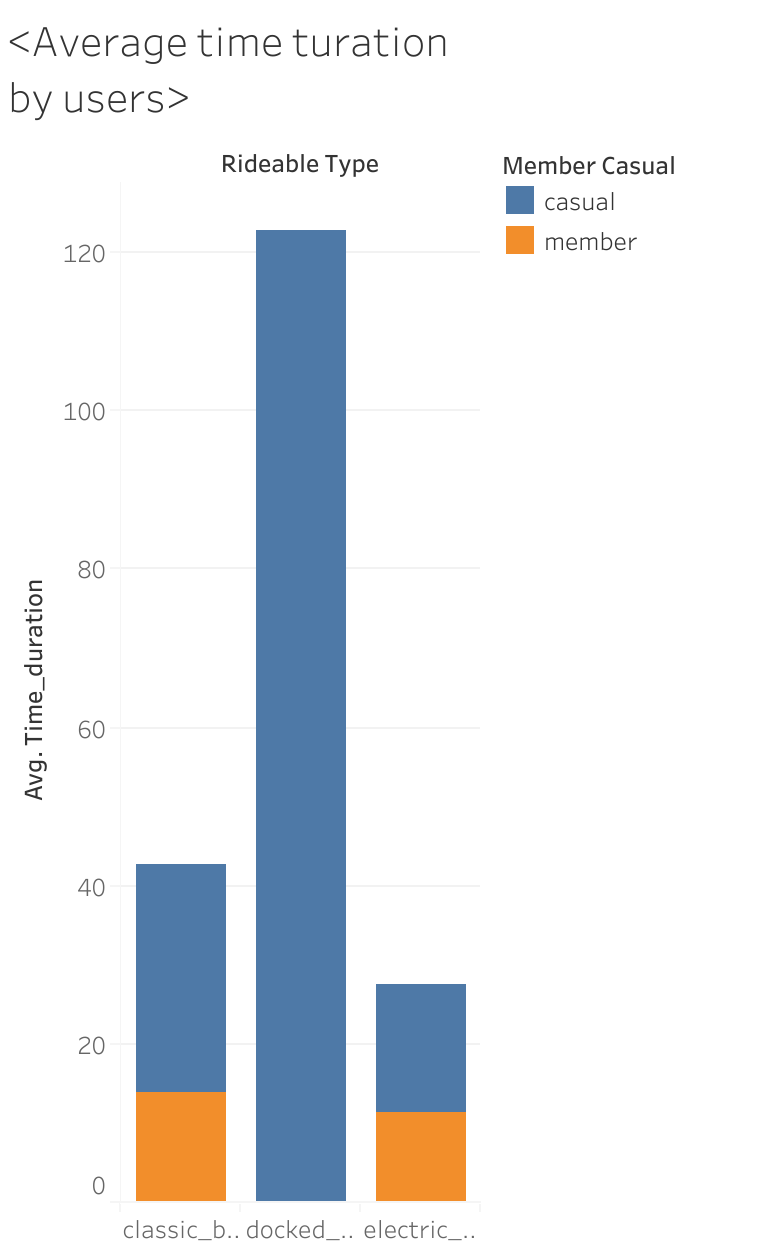 <Average time turation
by users>
Rideable Type
Member Casual
casual
member
120
100
80
60
40
20
0
Avg. Time_duration
classic_b.. docked_.. electric_..